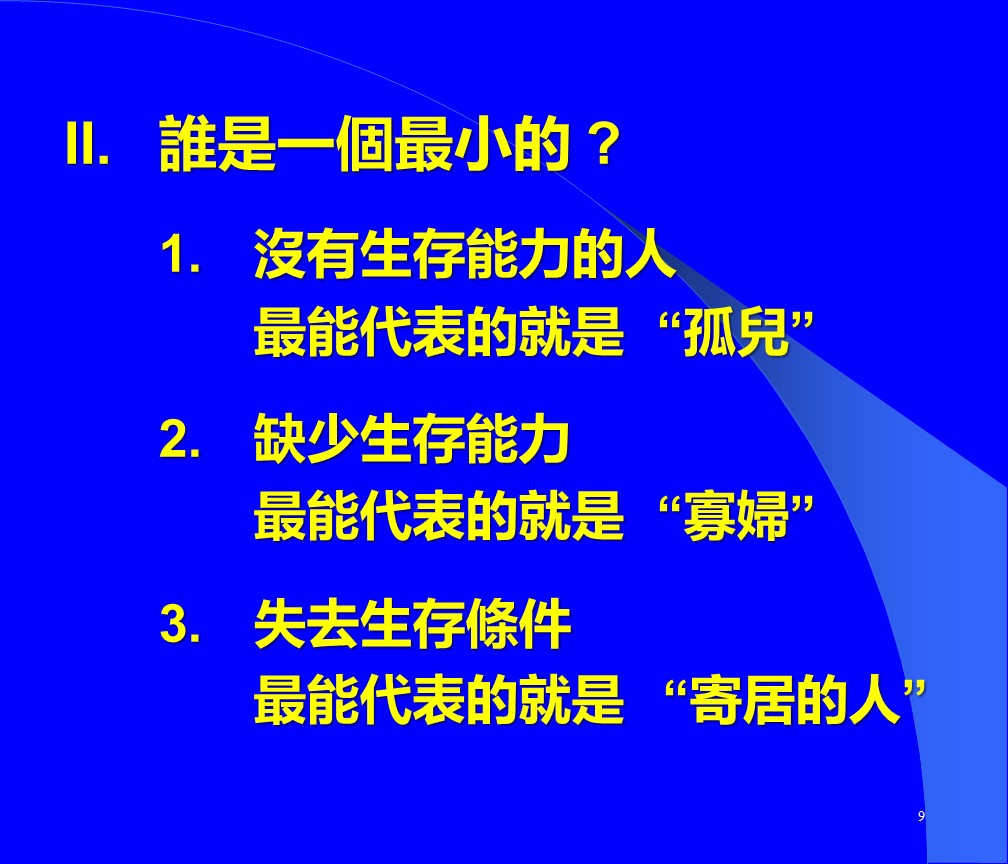 II. 誰是一個最小的？
1. 沒有生存能力的人
最能代表的就是 “孤兒”
2. 缺少生存能力
最能代表的就是 “寡婦”
3. 失去生存條件
最能代表的就是 “寄居的人”
9